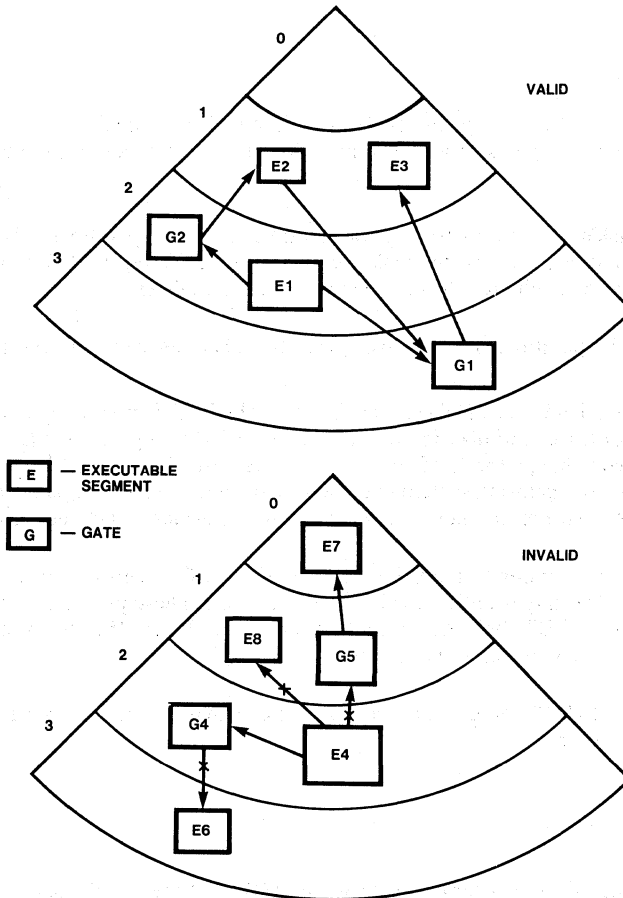 0
VALID
1
E2
E3
2
G2
3
E1
G1
E — EXECUTABLE
SEGMENT
0
G — GATE
E7
INVALID
1
E8
2
G5
G4
3
E4
E6